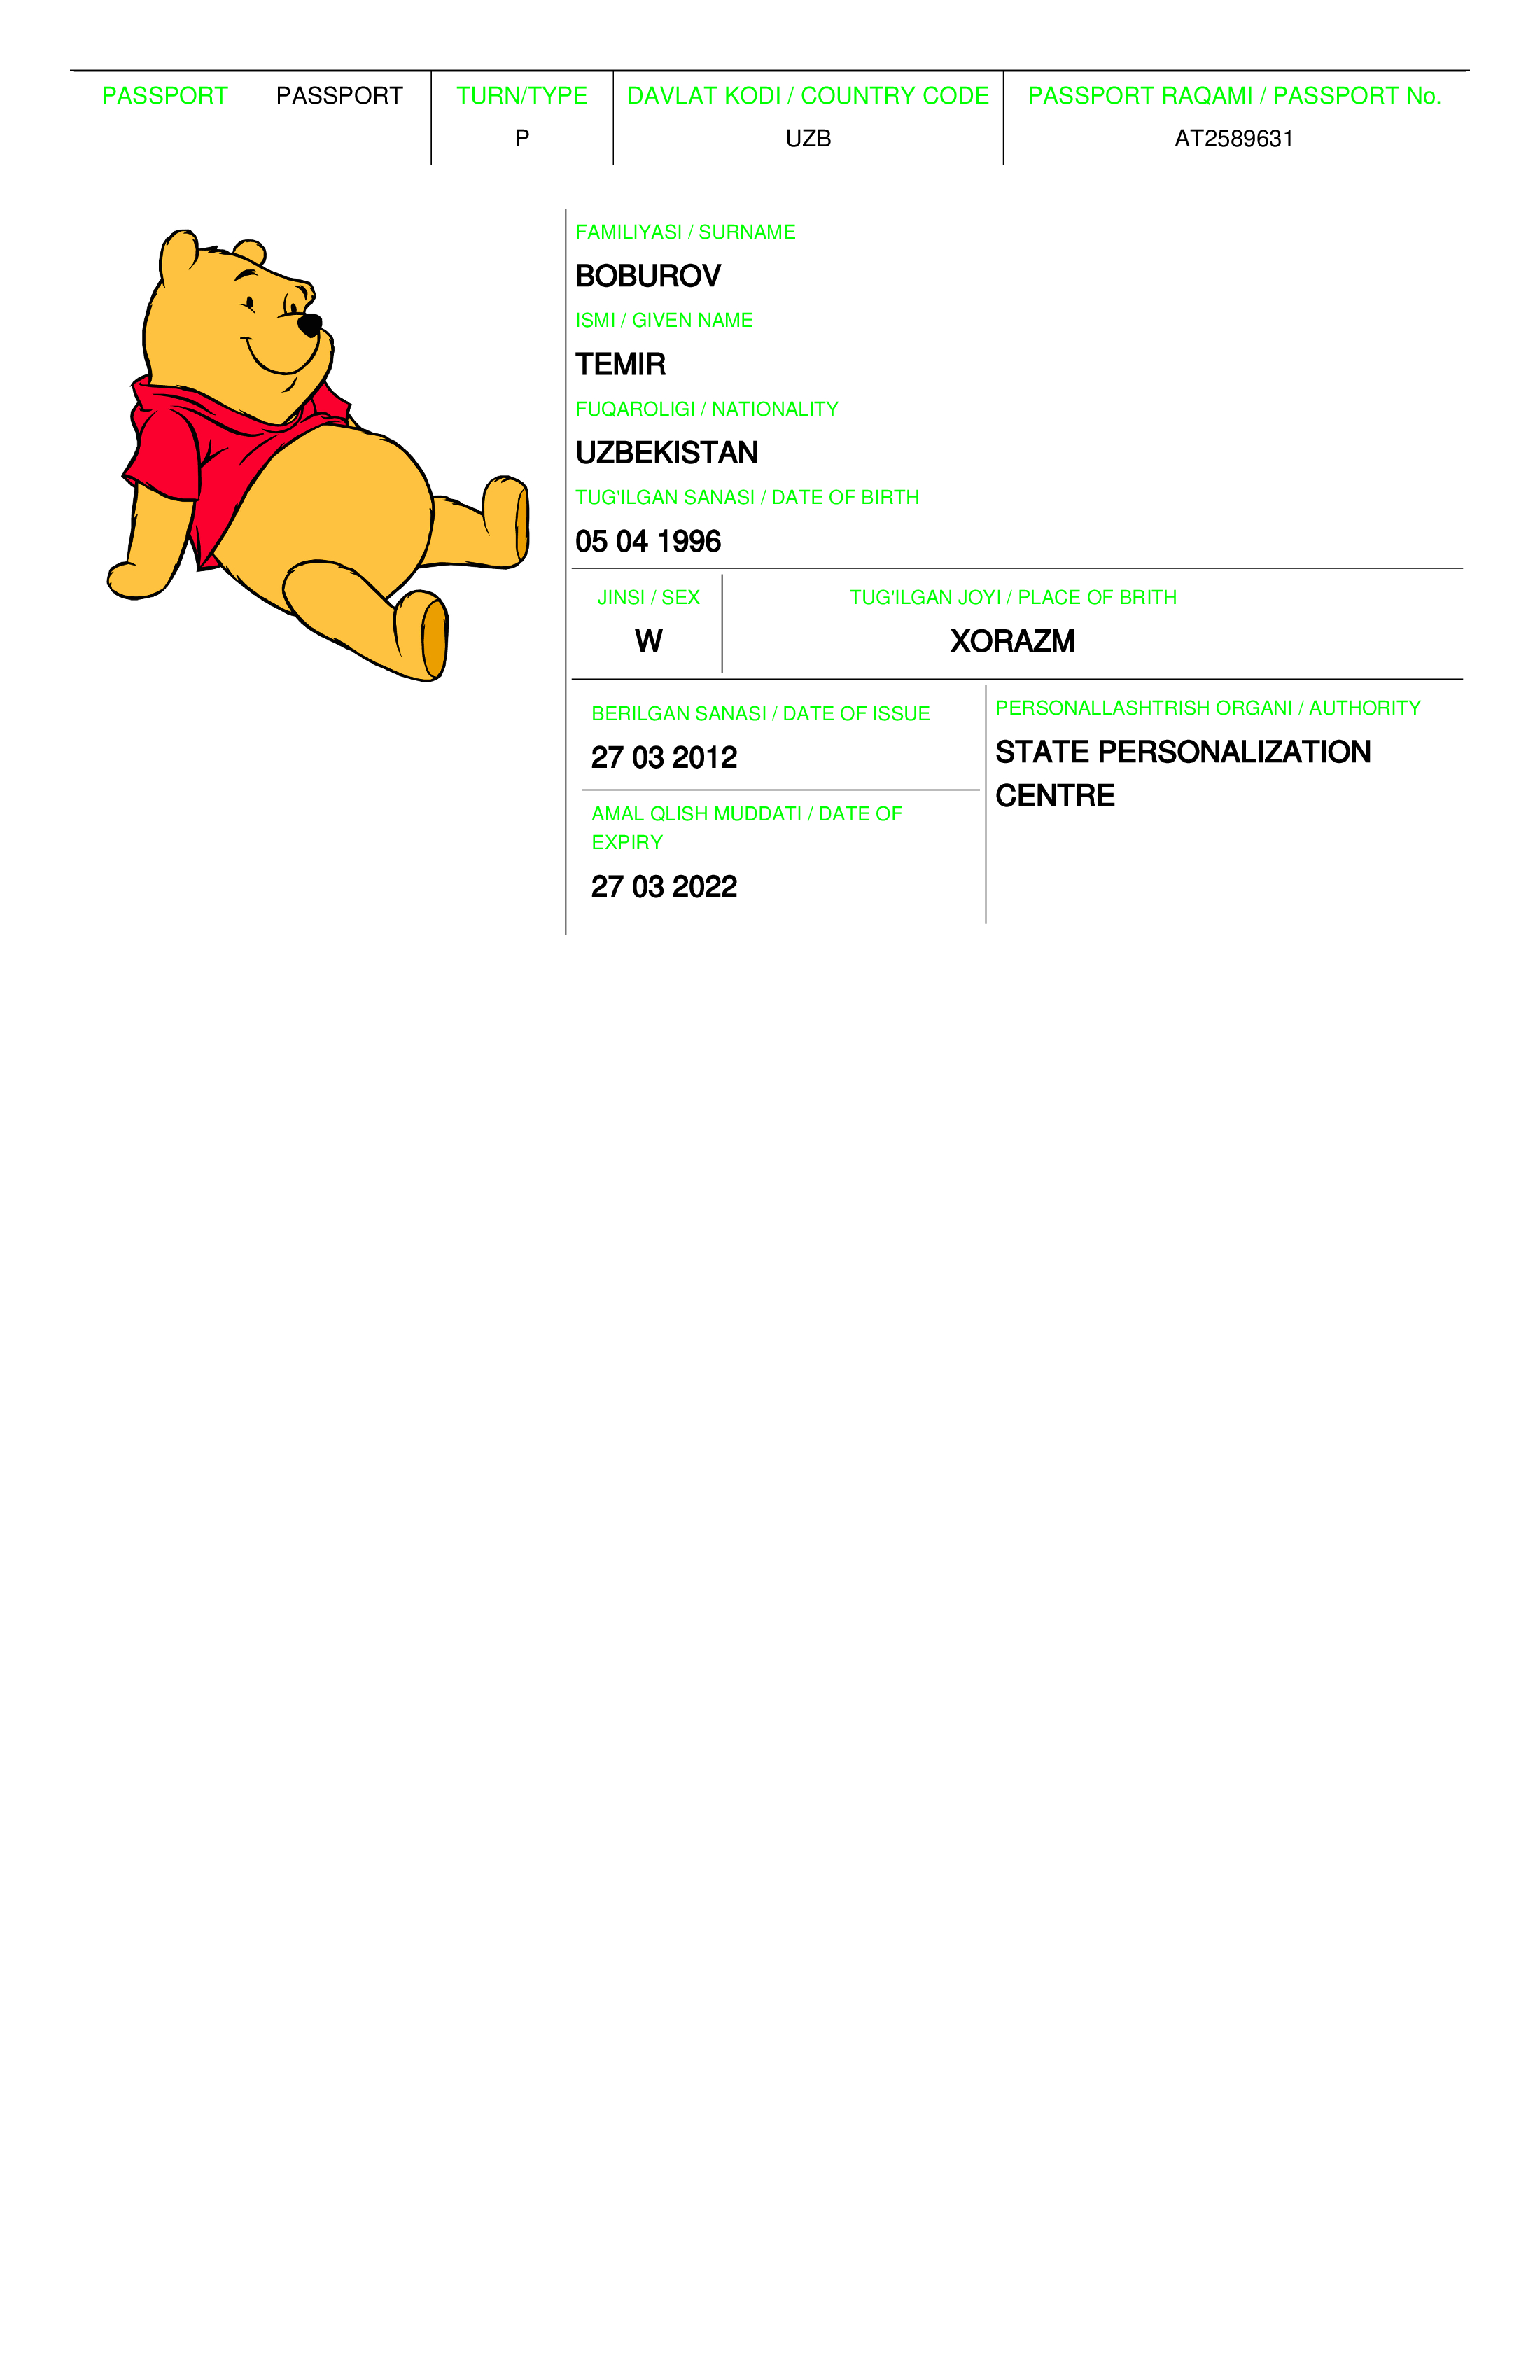 PASSPORT PASSPORT TURN/TYPE DAVLAT KODI / COUNTRY CODE PASSPORT RAQAMI / PASSPORT No.
P UZB AT2589631
FAMILIYASI / SURNAME
BOBUROV
ISMI / GIVEN NAME
TEMIR
FUQAROLIGI / NATIONALITY
UZBEKISTAN
TUG'ILGAN SANASI / DATE OF BIRTH
05 04 1996
JINSI / SEX TUG'ILGAN JOYI / PLACE OF BRITH
W XORAZM
BERILGAN SANASI / DATE OF ISSUE
27 03 2012
AMAL QLISH MUDDATI / DATE OF
EXPIRY
27 03 2022
PERSONALLASHTRISH ORGANI / AUTHORITY
STATE PERSONALIZATION
CENTRE